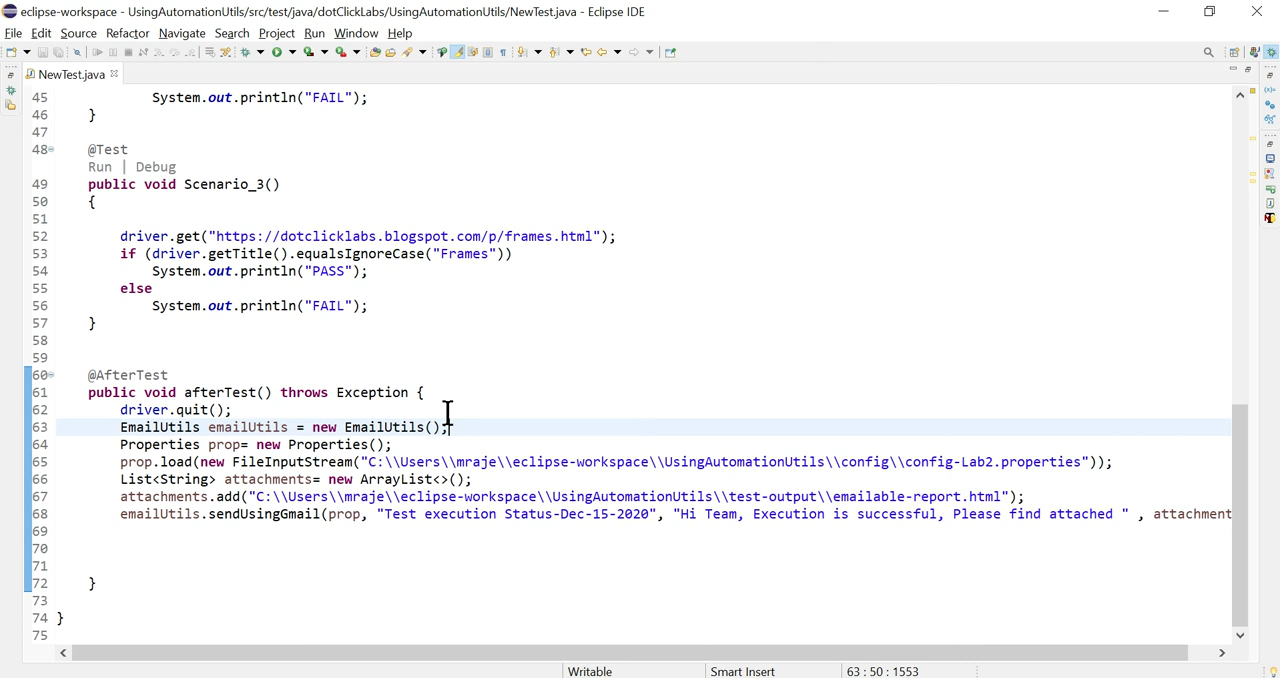 eclipse-workspace - UsingAutomationUtils/src/test/java/dotClickLabs/UsingAutomationUtils/NewTest.java - Eclipse IDE
File Edit Source Refactor Navigate Search Project Run Window Help
NewTest.java
45 System.out.println("FAIL");
46 }
47
48 @Test
Run | Debug
49 public void Scenario_3()
50 {
51
52 driver.get("https://dotclicklabs.blogspot.com/p/frames.html");
53 if (driver.getTitle().equalsIgnoreCase("Frames"))
54 System.out.println("PASS");
55 else
56 System.out.println("FAIL");
57 }
58
59
60 @AfterTest
61 public void afterTest() throws Exception {
62 driver.quit();
63 EmailUtils emailUtils = new EmailUtils();
64 Properties prop= new Properties();
65 prop.load(new FileInputStream("C:\\Users\\mraje\\eclipse-workspace\\UsingAutomationUtils\\config\\config-Lab2.properties"));
66 List<String> attachments= new ArrayList<>();
67 attachments.add("C:\\Users\\mraje\\eclipse-workspace\\UsingAutomationUtils\\test-output\\emailable-report.html");
68 emailUtils.sendUsingGmail(prop, "Test execution Status-Dec-15-2020", "Hi Team, Execution is successful, Please find attached " , attachment
69
70
71
72 }
73
74 }
75
Writable Smart Insert 63 : 50 : 1553